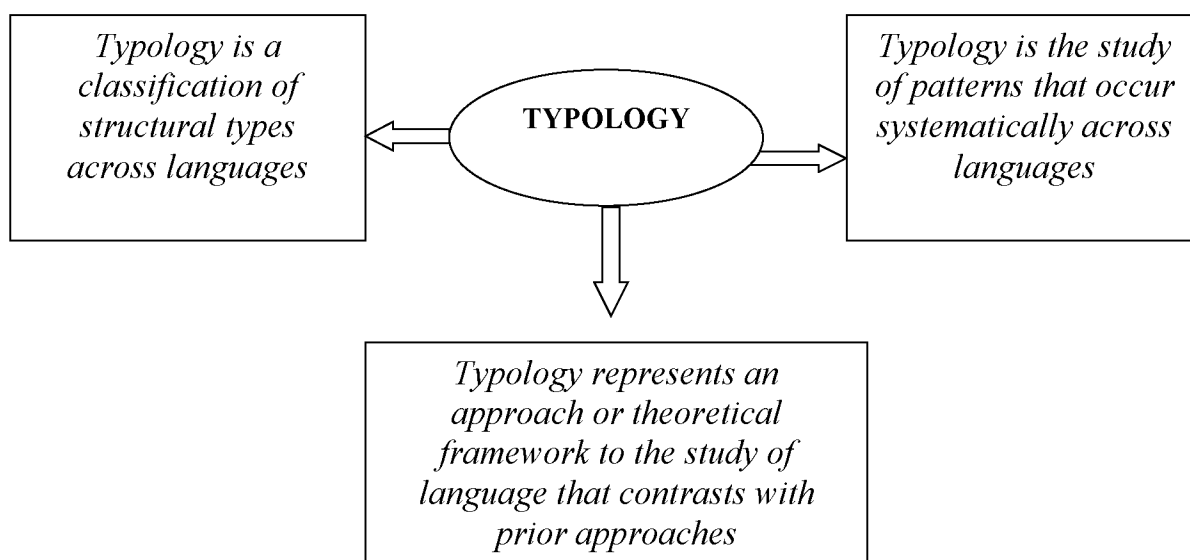 Typology is a
classification of
structural types
across languages
TYPOLOGY
Typology is the study
of patterns that occur
systematically across
languages
Typology represents an
approach or theoretical
framework to the study of
language that contrasts with
prior approaches